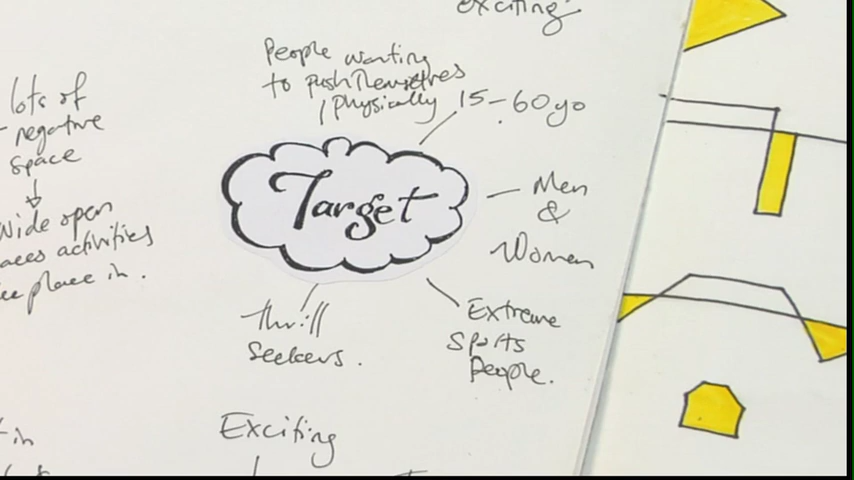 exciting
lots of
negative
space
Wide open
activities
place in.
People wanting
to push themselves
physically
15-60yo
Target
Men
&
Women
Thrill
Seekers.
Extreme
Sports
People.
in
Exciting